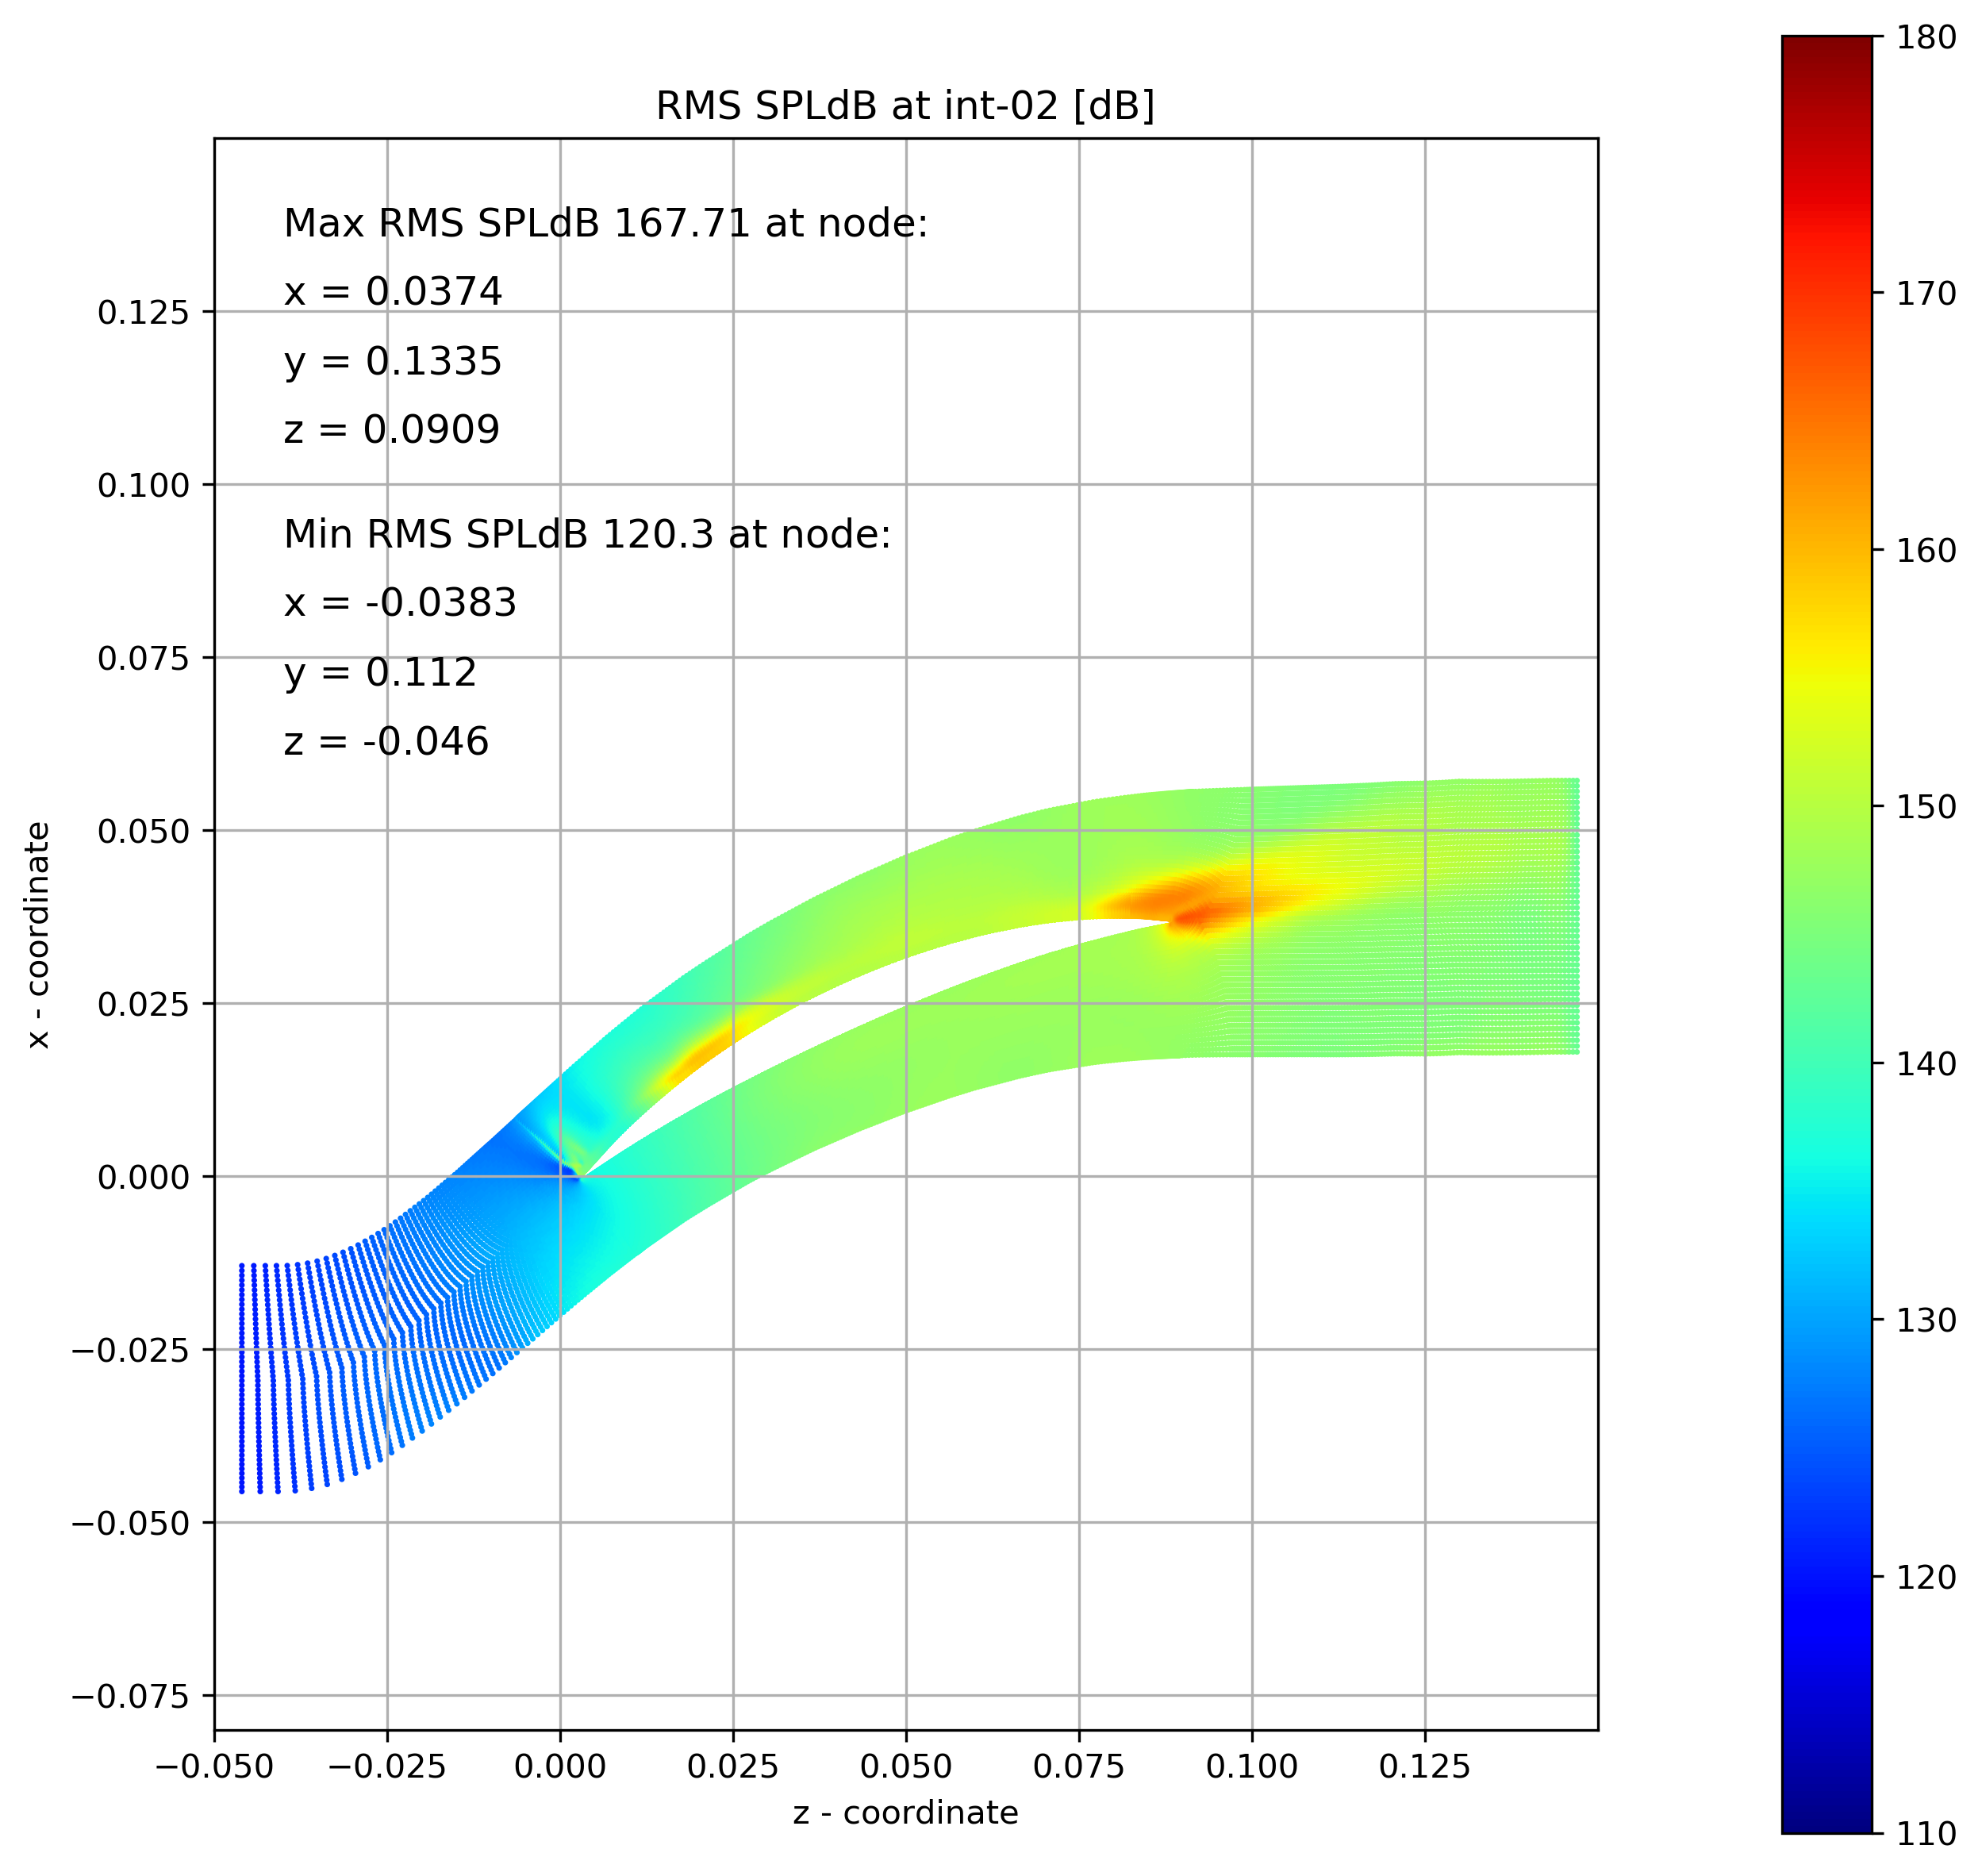 RMS SPLdB at int-02 [dB]
Max RMS SPLdB 167.71 at node:
x = 0.0374
y = 0.1335
z = 0.0909
Min RMS SPLdB 120.3 at node:
x = -0.0383
y = 0.112
z = -0.046
x - coordinate
0.125
0.100
0.075
0.050
0.025
0.000
−0.025
−0.050
−0.075
−0.050 −0.025 0.000 0.025 0.050 0.075 0.100 0.125
z - coordinate
180
170
160
150
140
130
120
110